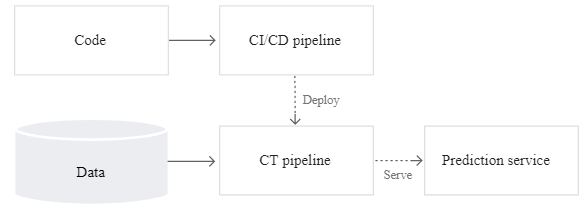 Code
CI/CD pipeline
Deploy
Data
CT pipeline
Serve
Prediction service